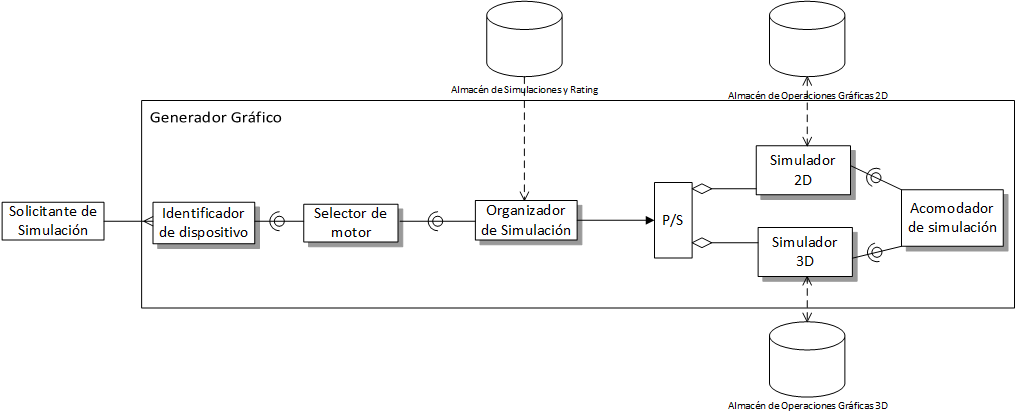 Almacén de Simulaciones y Rating
Almacén de Operaciones Gráficas 2D
Generador Gráfico
Solicitante de
Simulación
Identificador
de dispositivo
Selector de
motor
Organizador
de Simulación
P/S
Simulador
2D
Simulador
3D
Acomodador
de simulación
Almacén de Operaciones Gráficas 3D